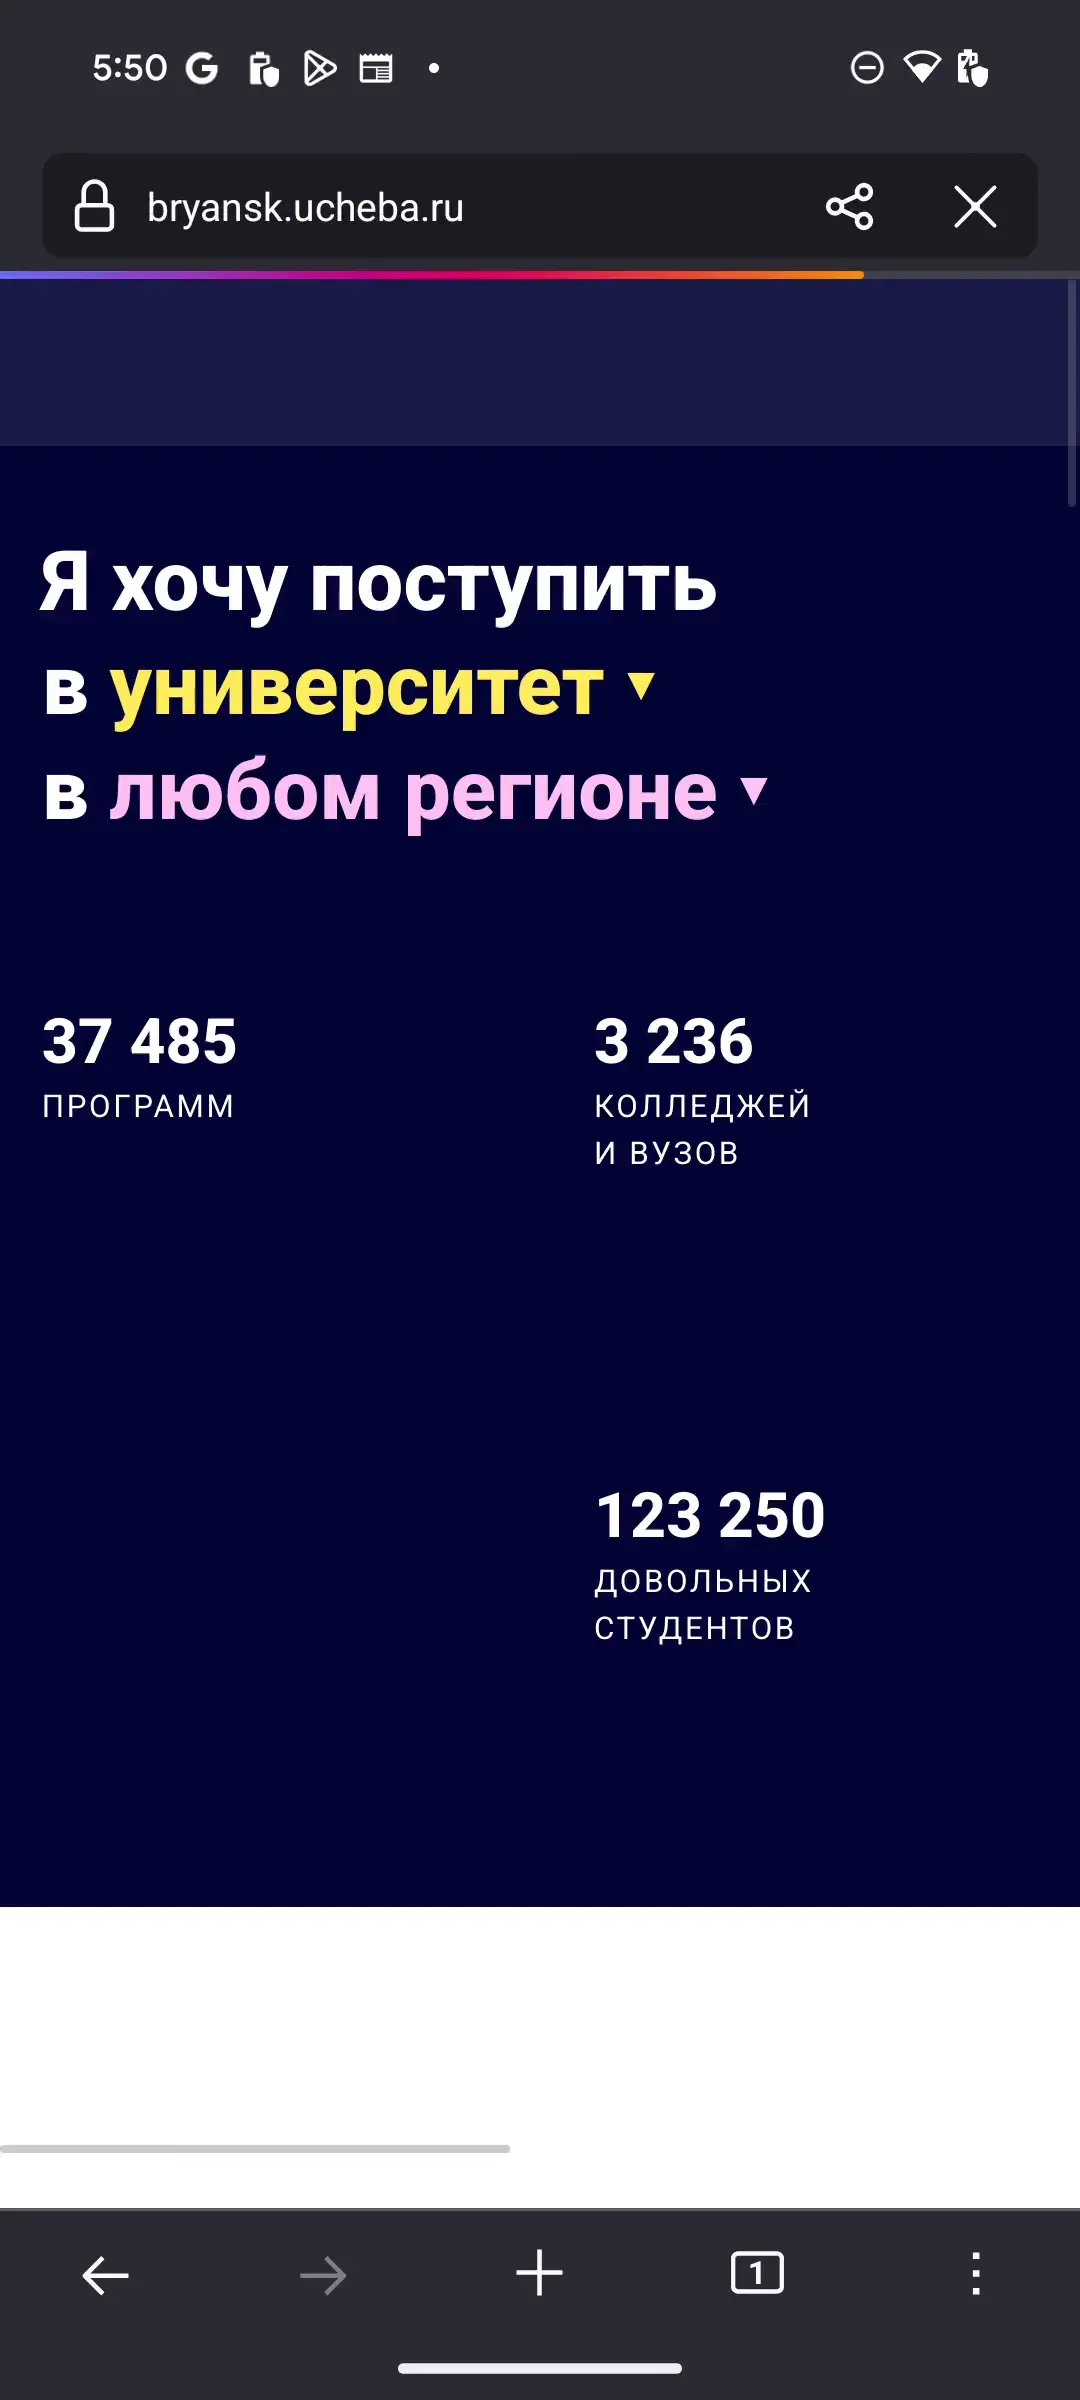 5:50
bryansk.ucheba.ru
Я хочу поступить
в университет ▼
в любом регионе ▼
37 485
ПРОГРАММ
3 236
КОЛЛЕДЖЕЙ
И ВУЗОВ
123 250
ДОВОЛЬНЫХ
СТУДЕНТОВ
1